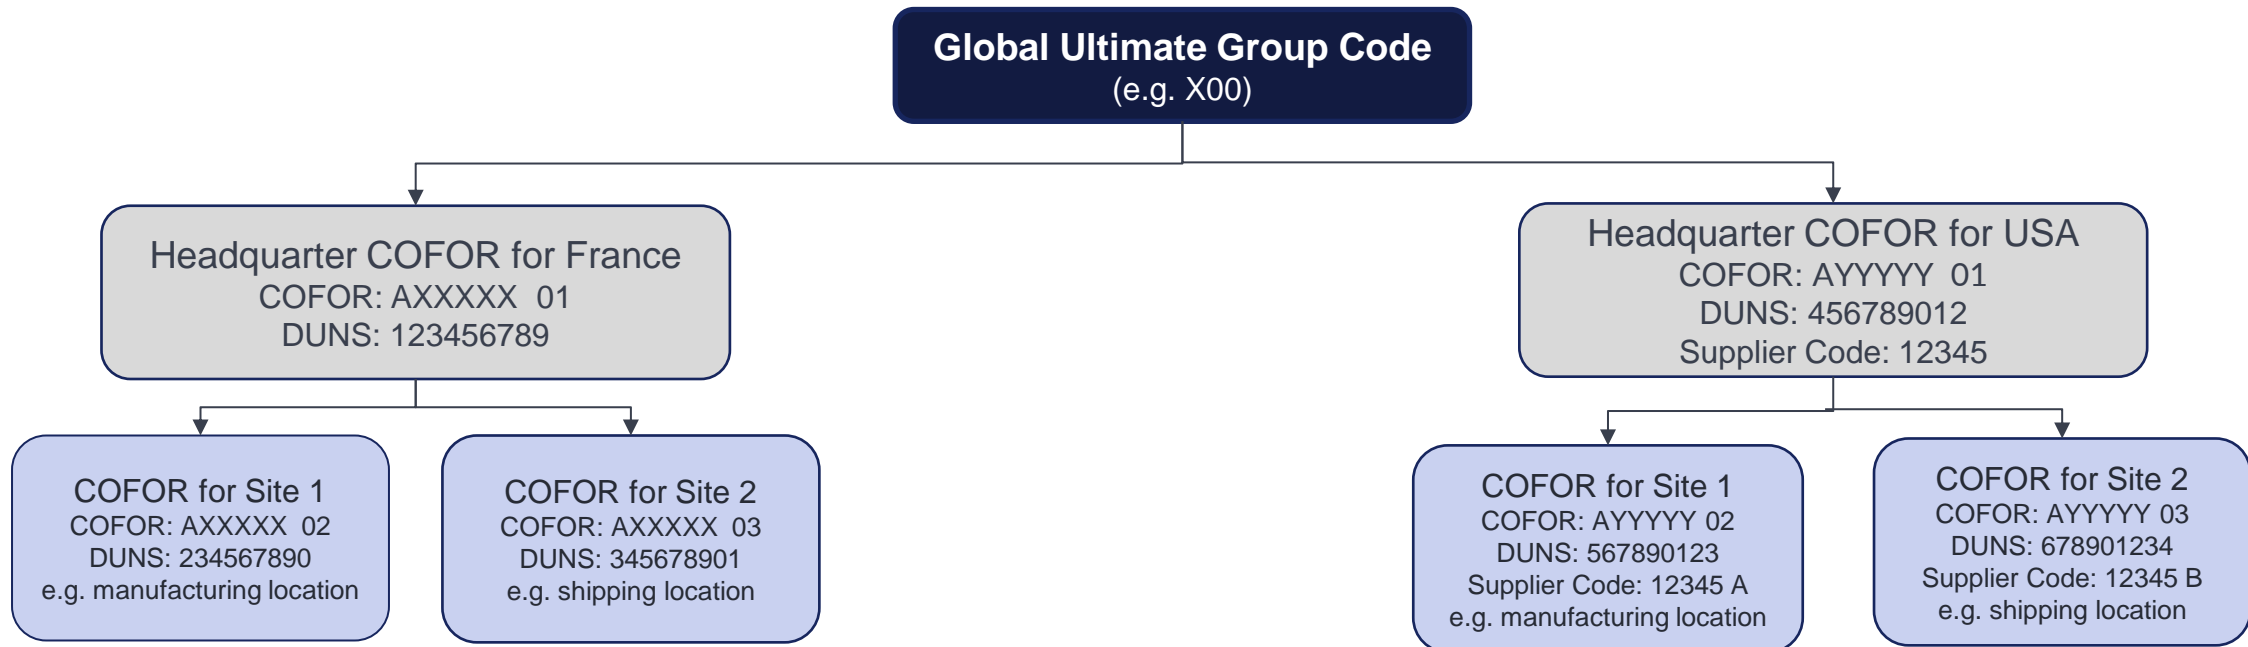 Global Ultimate Group Code
(e.g. X00)
Headquarter COFOR for France
COFOR: AXXXXX 01
DUNS: 123456789
Headquarter COFOR for USA
COFOR: AYYYYY 01
DUNS: 456789012
Supplier Code: 12345
COFOR for Site 1
COFOR: AXXXXX 02
DUNS: 234567890
e.g. manufacturing location
COFOR for Site 2
COFOR: AXXXXX 03
DUNS: 345678901
e.g. shipping location
COFOR for Site 1
COFOR: AYYYYY 02
DUNS: 567890123
Supplier Code: 12345 A
e.g. manufacturing location
COFOR for Site 2
COFOR: AYYYYY 03
DUNS: 678901234
Supplier Code: 12345 B
e.g. shipping location